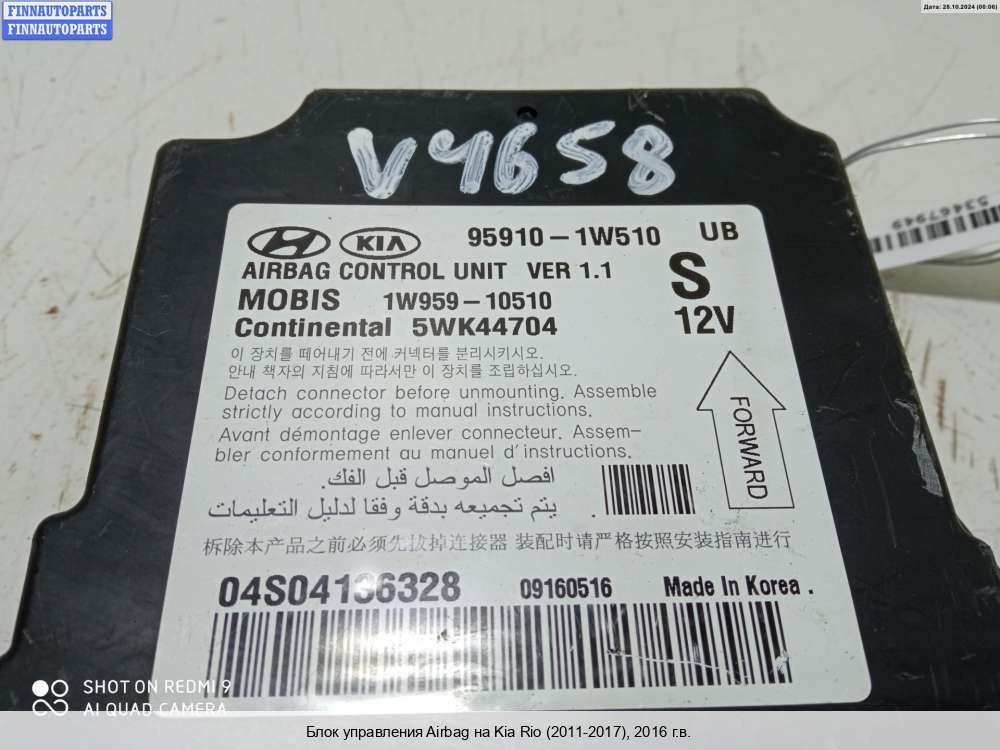 FINNAUTOPARTS
FINNAUTOPARTS
Дата: 25.10.2024 (00:06)
V4658
53467949
HYUNDAI KIA 95910-1W510 UB
AIRBAG CONTROL UNIT VER 1.1 S
MOBIS 1W959-10510
Continental 5WK44704 12V
이 장치를 떼어내기 전에 커넥터를 분리시키시오.
안내 책자의 지침에 따라서만 이 장치를 조립하십시오.
Detach connector before unmounting. Assemble
strictly according to manual instructions.
FORWARD
Avant démontage enlever connecteur. Assem-
bler conformement au manuel d'instructions.
افصل الموصل قبل الفك.
يتم تجميعه بدقة وفقا لدليل التعليمات.
拆除本产品之前必须先拔掉连接器 装配时请严格按照安装指南进行
04S04136328 09160516 Made In Korea.
SHOT ON REDMI 9
AI QUAD CAMERA
Блок управления Airbag на Kia Rio (2011-2017), 2016 г.в.